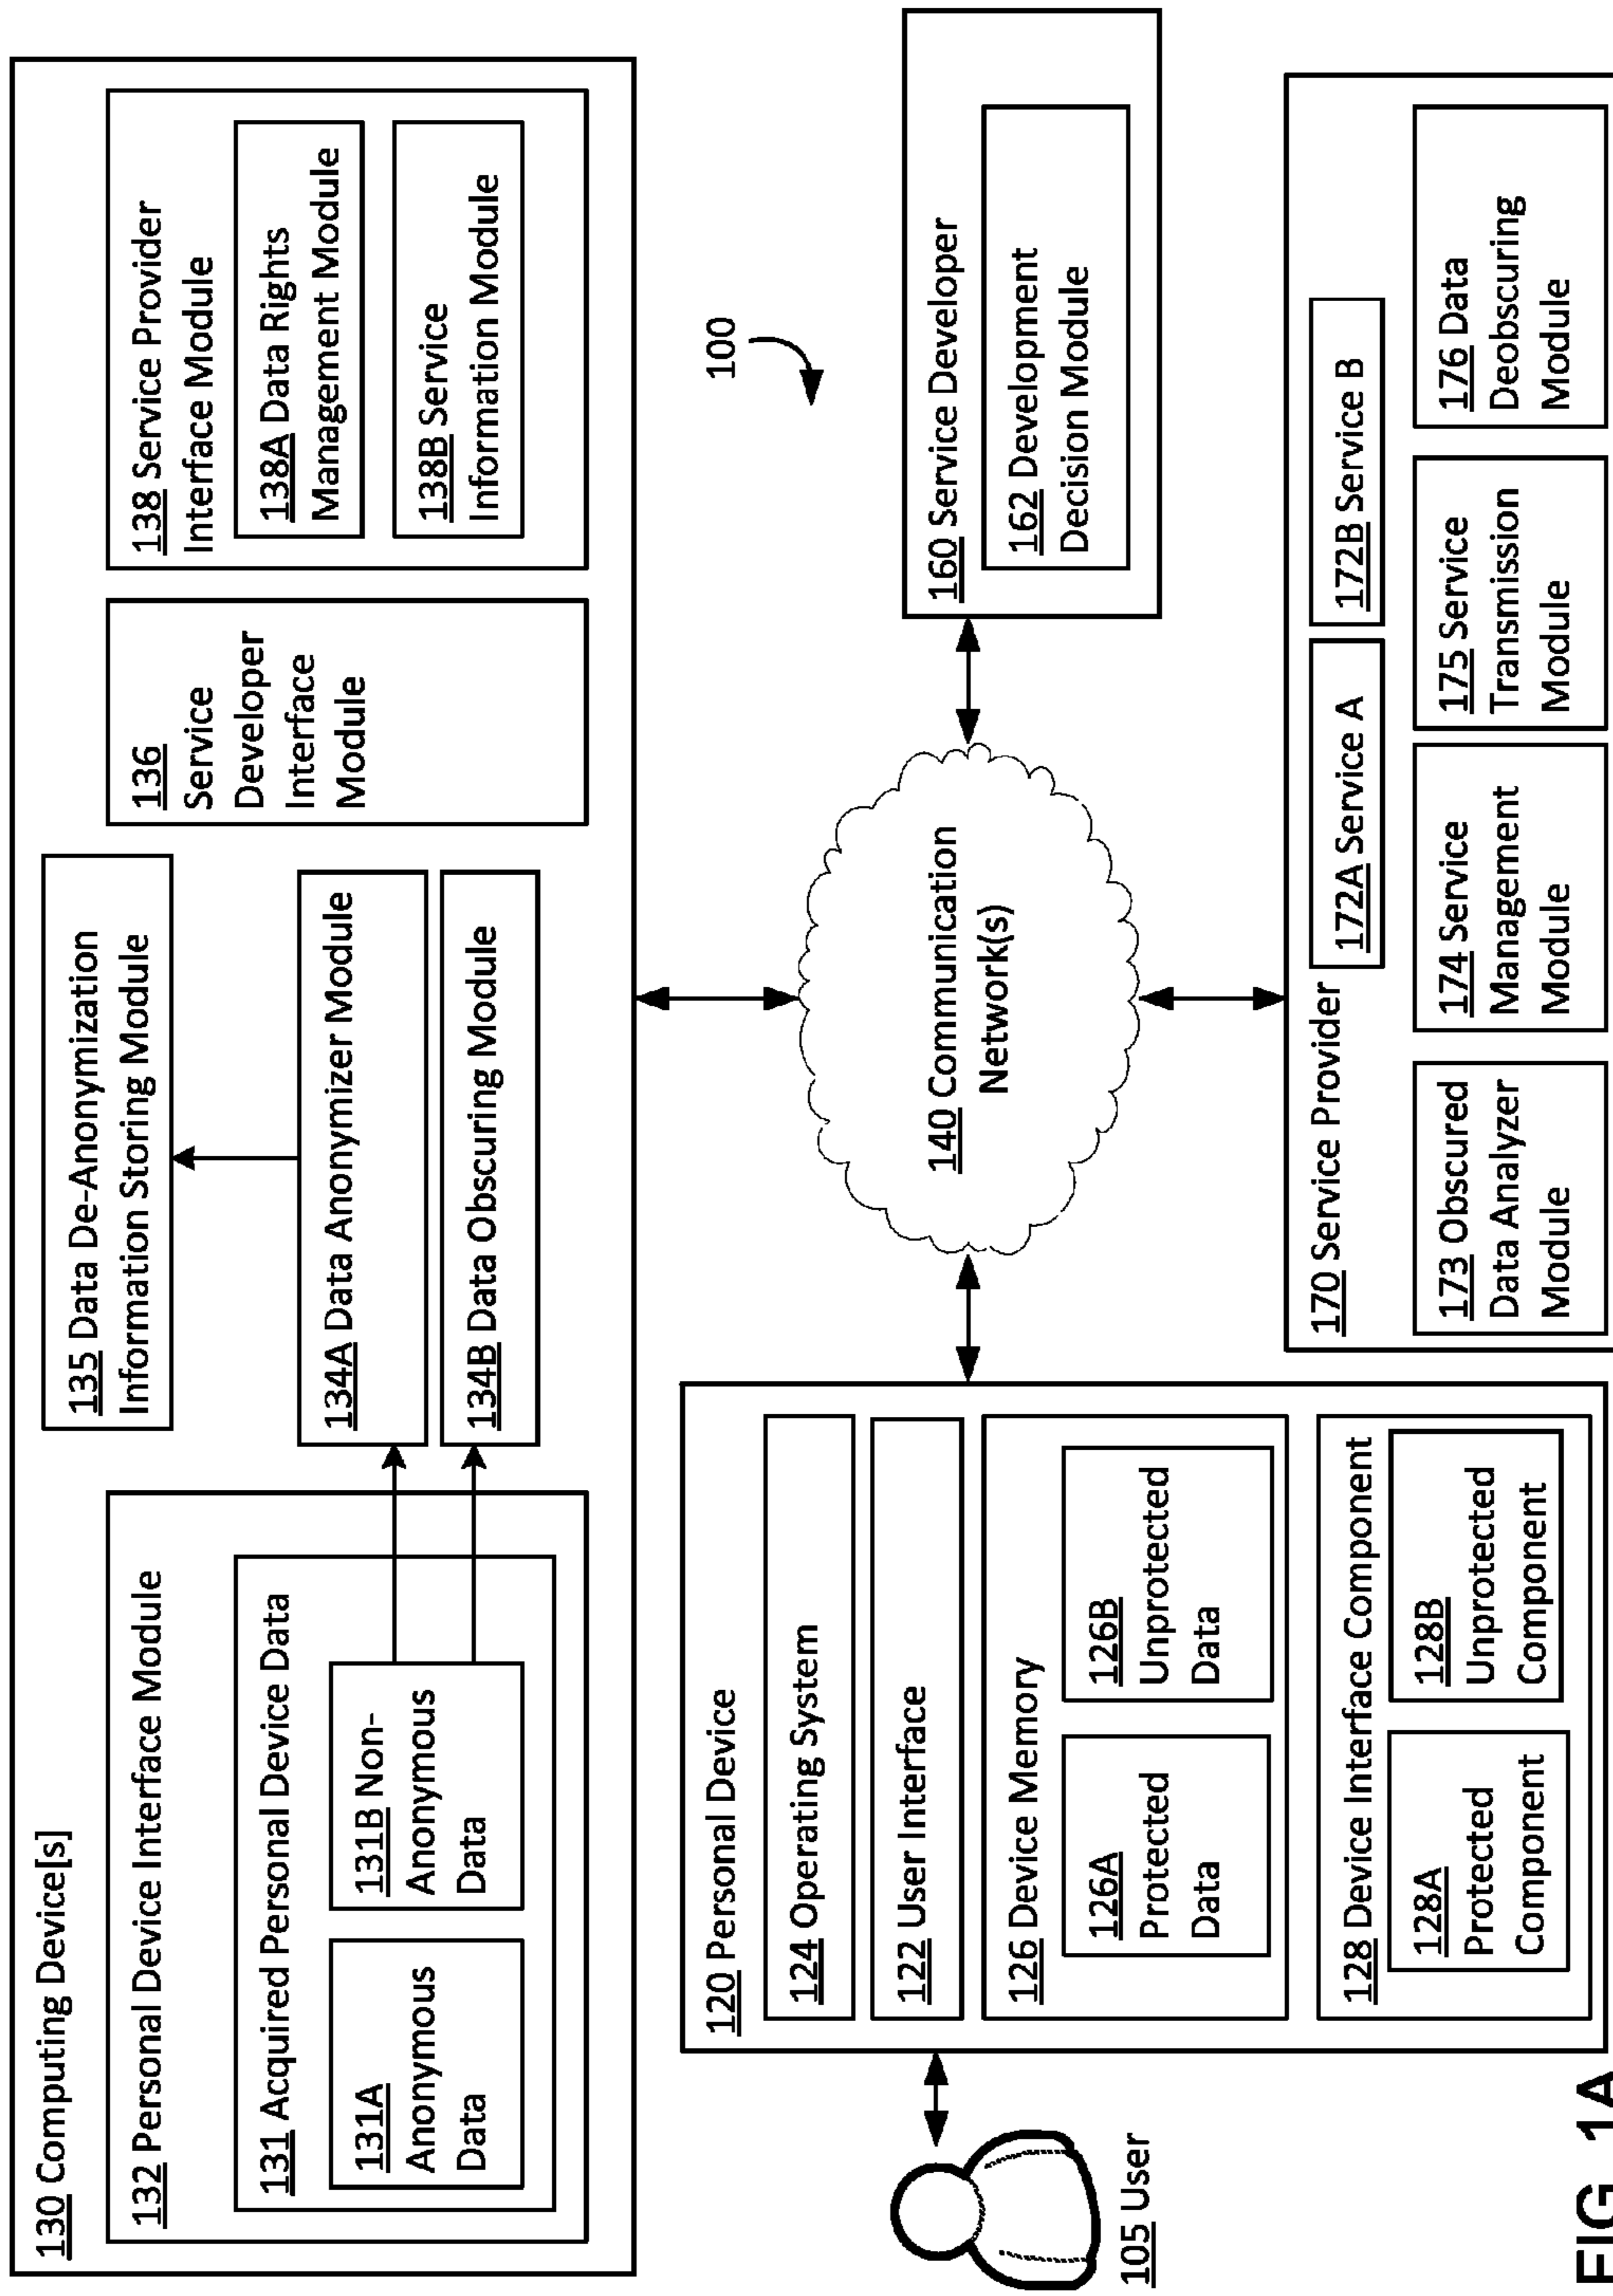 130 Computing Device[s]
132 Personal Device Interface Module
131 Acquired Personal Device Data
131A
Anonymous
Data
131B Non-
Anonymous
Data
135 Data De-Anonymization
Information Storing Module
134A Data Anonymizer Module
134B Data Obscuring Module
136
Service
Developer
Interface
Module
138 Service Provider
Interface Module
138A Data Rights
Management Module
138B Service
Information Module
100
105 User
120 Personal Device
124 Operating System
122 User Interface
126 Device Memory
126A
Protected
Data
126B
Unprotected
Data
128 Device Interface Component
128A
Protected
Component
128B
Unprotected
Component
140 Communication
Network(s)
160 Service Developer
162 Development
Decision Module
170 Service Provider
172A Service A
172B Service B
173 Obscured
Data Analyzer
Module
174 Service
Management
Module
175 Service
Transmission
Module
176 Data
Deobscuring
Module
FIG. 1A